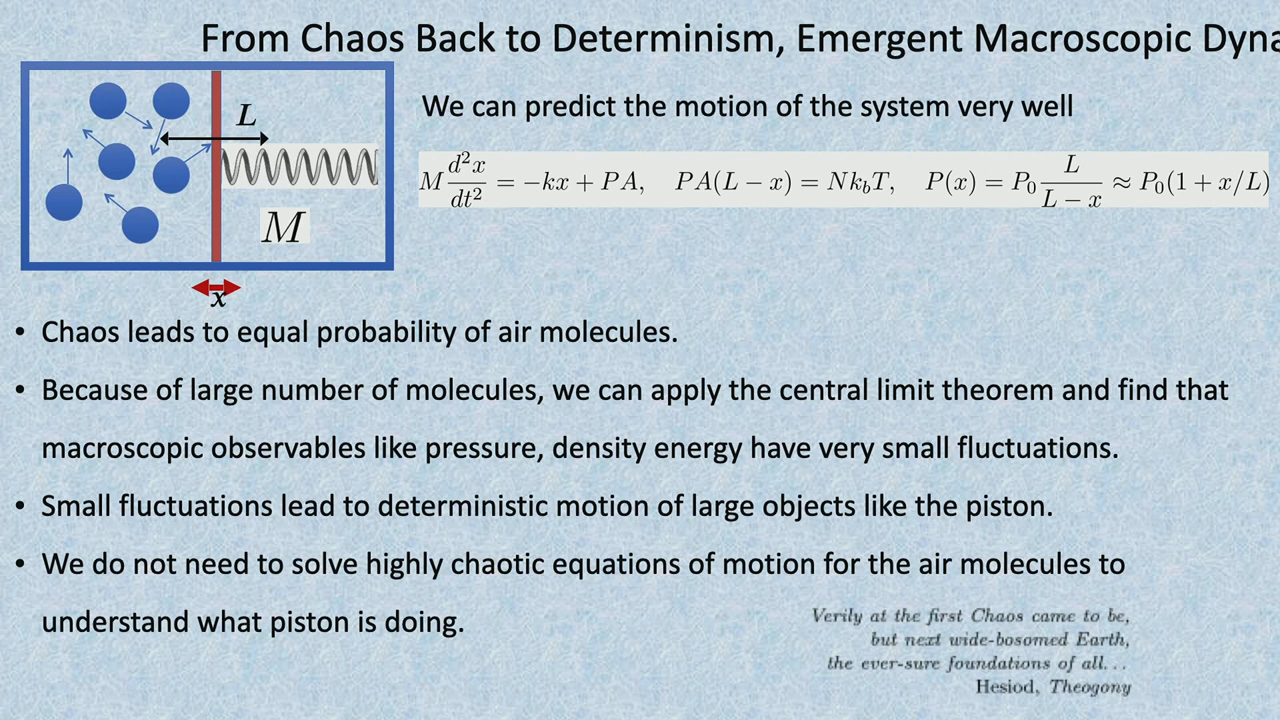 From Chaos Back to Determinism, Emergent Macroscopic Dyna
L
We can predict the motion of the system very well
M d²x/dt² = −kx + PA, PA(L − x) = Nk_bT, P(x) = P₀ L/(L − x) ≈ P₀(1 + x/L)
M
x
• Chaos leads to equal probability of air molecules.
• Because of large number of molecules, we can apply the central limit theorem and find that
macroscopic observables like pressure, density energy have very small fluctuations.
• Small fluctuations lead to deterministic motion of large objects like the piston.
• We do not need to solve highly chaotic equations of motion for the air molecules to
understand what piston is doing.
Verily at the first Chaos came to be,
but next wide-bosomed Earth,
the ever-sure foundations of all...
Hesiod, Theogony